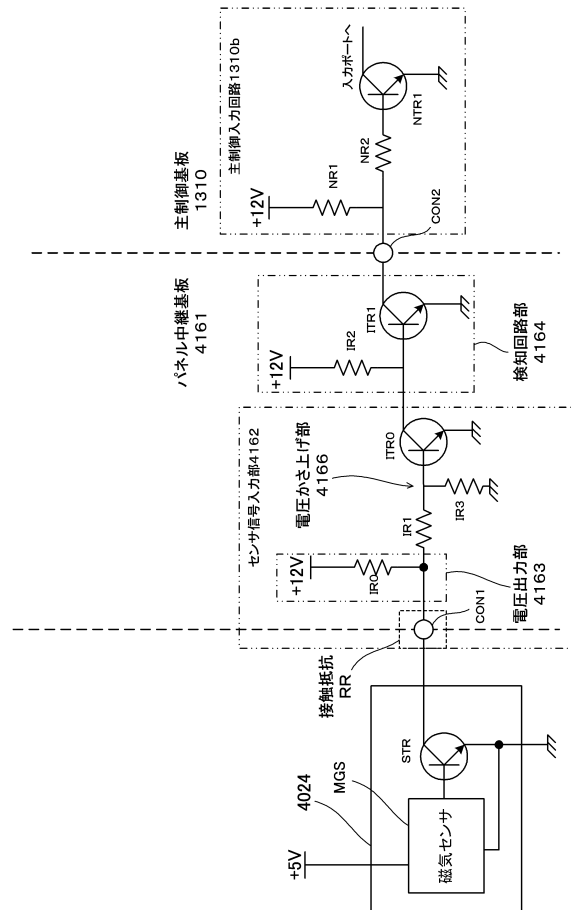 主制御基板
1310
主制御入力回路1310b
入力ポートへ
+12V
NR1
NR2
NTR1
CON2
パネル中継基板
4161
+12V
IR2
ITR1
検知回路部
4164
センサ信号入力部4162
電圧かさ上げ部
4166
ITR0
+12V
IR0
IR1
IR3
電圧出力部
4163
CON1
接触抵抗
RR
4024
MGS
STR
+5V
磁気センサ